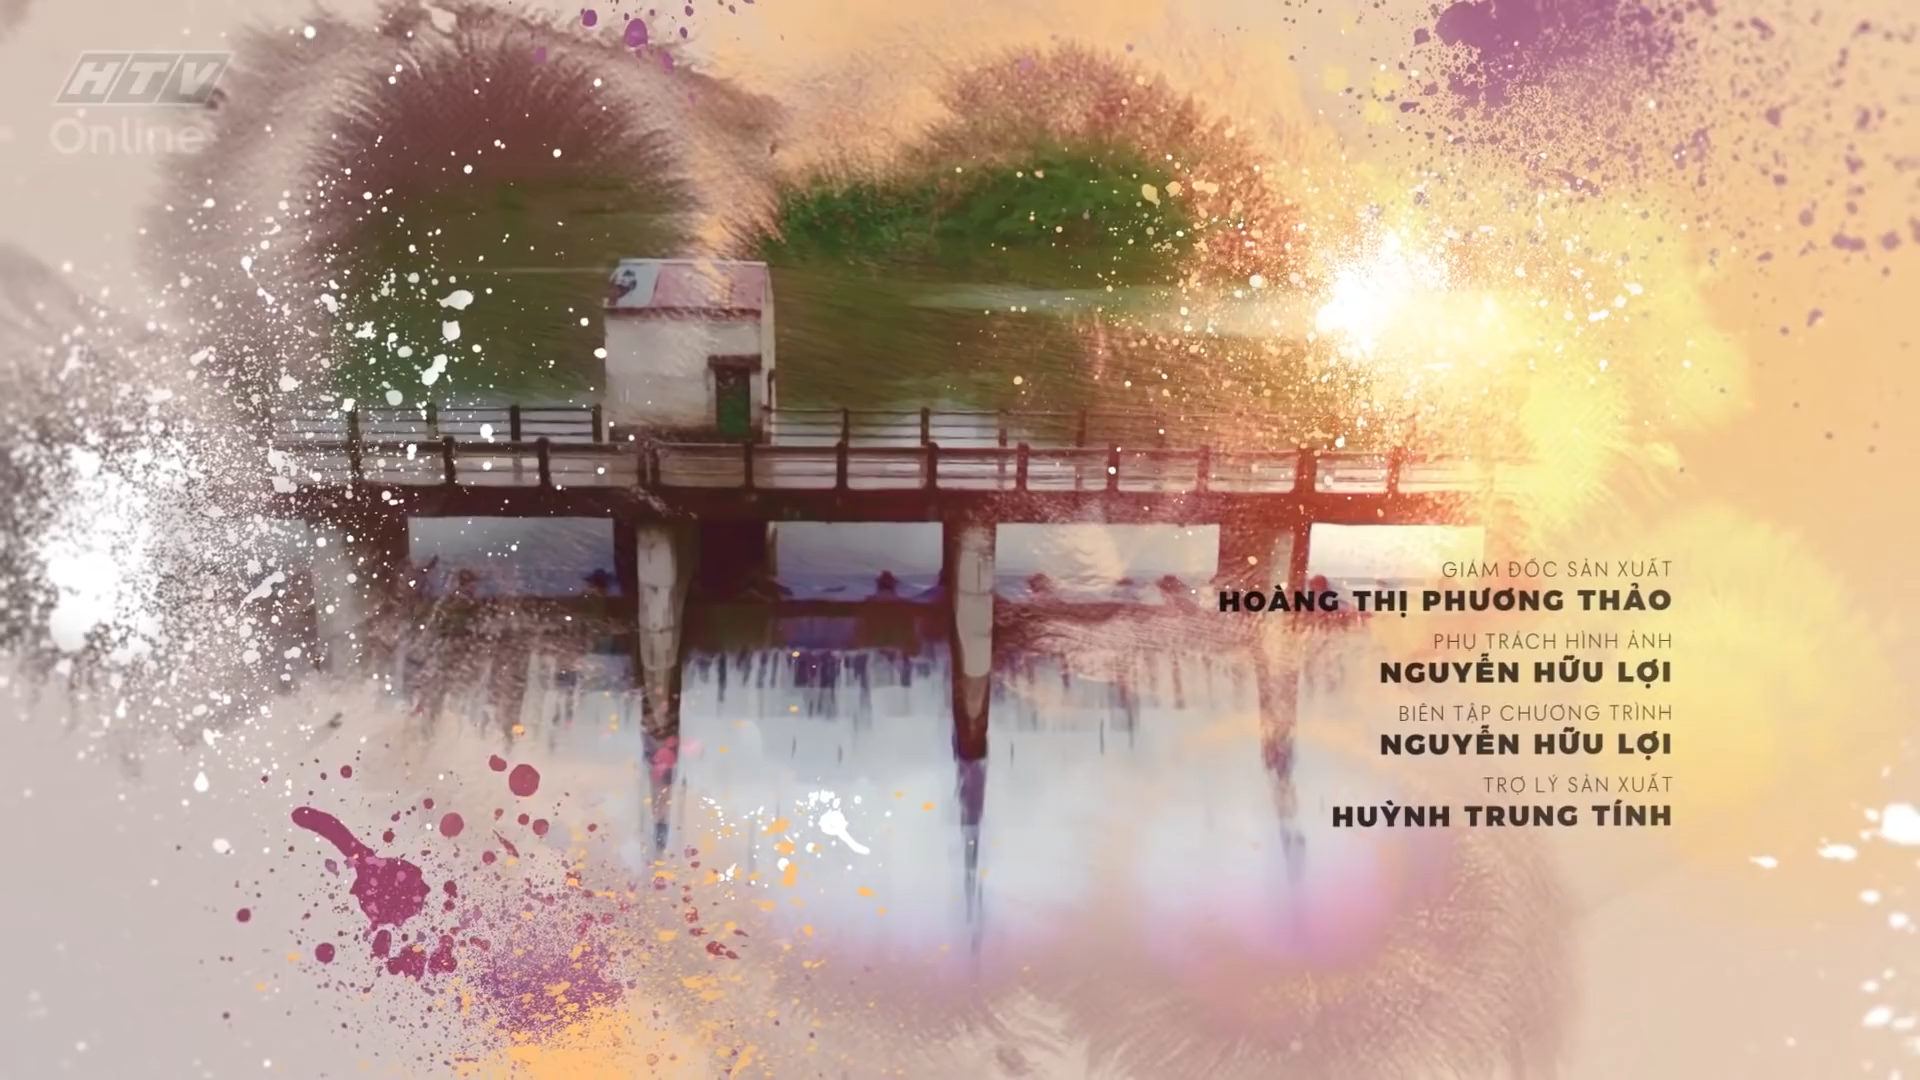 HTV
Online
GIÁM ĐỐC SẢN XUẤT
HOÀNG THỊ PHƯƠNG THẢO
PHỤ TRÁCH HÌNH ẢNH
NGUYỄN HỮU LỢI
BIÊN TẬP CHƯƠNG TRÌNH
NGUYỄN HỮU LỢI
TRỢ LÝ SẢN XUẤT
HUỲNH TRUNG TÍNH